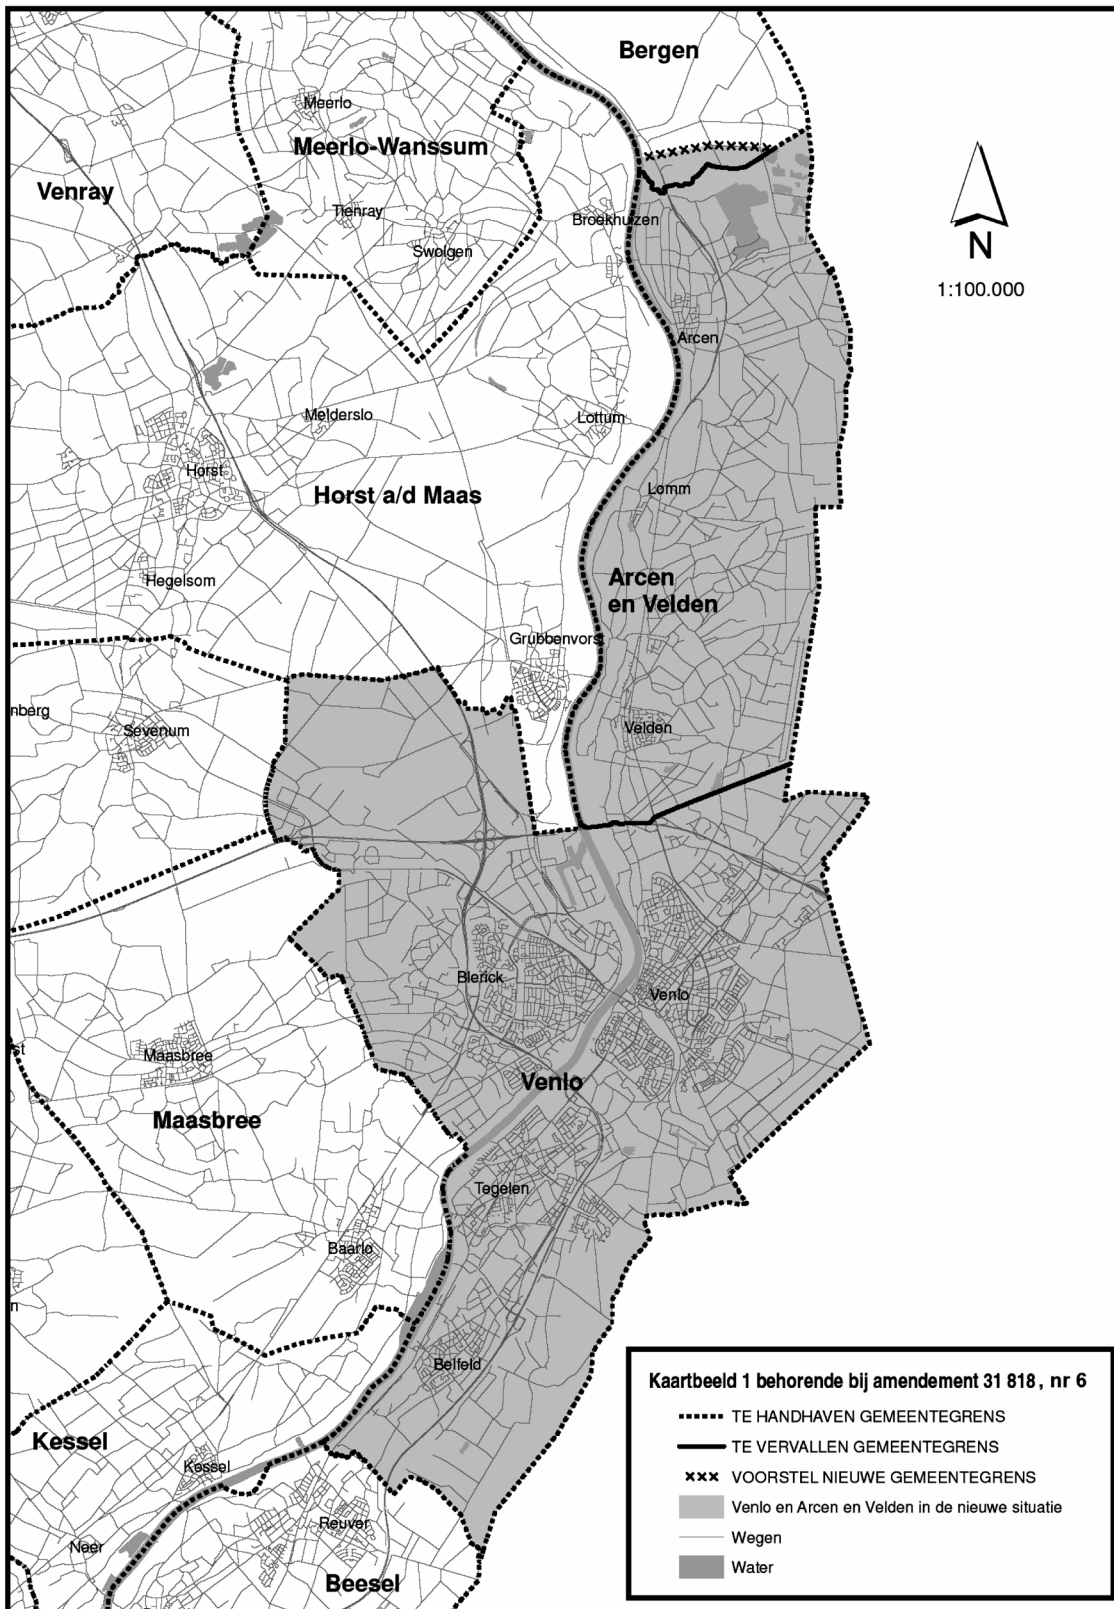 Bergen
Meerlo
Meerlo-Wanssum
Venray
Tienray
Broekhuizen
Swolgen
N
1:100.000
Arcen
Melderslo
Lottum
Horst
Horst a/d Maas
Lomm
Hegelsom
Arcen
en Velden
Grubbenvorst
nberg
Sevenum
Velden
Blerick
Venlo
st
Maasbree
Venlo
Maasbree
Tegelen
Baarlo
n
Belfeld
Kessel
Kessel
Reuver
Neer
Beesel
Kaartbeeld 1 behorende bij amendement 31 818, nr 6
TE HANDHAVEN GEMEENTEGRENS
TE VERVALLEN GEMEENTEGRENS
VOORSTEL NIEUWE GEMEENTEGRENS
Venlo en Arcen en Velden in de nieuwe situatie
Wegen
Water